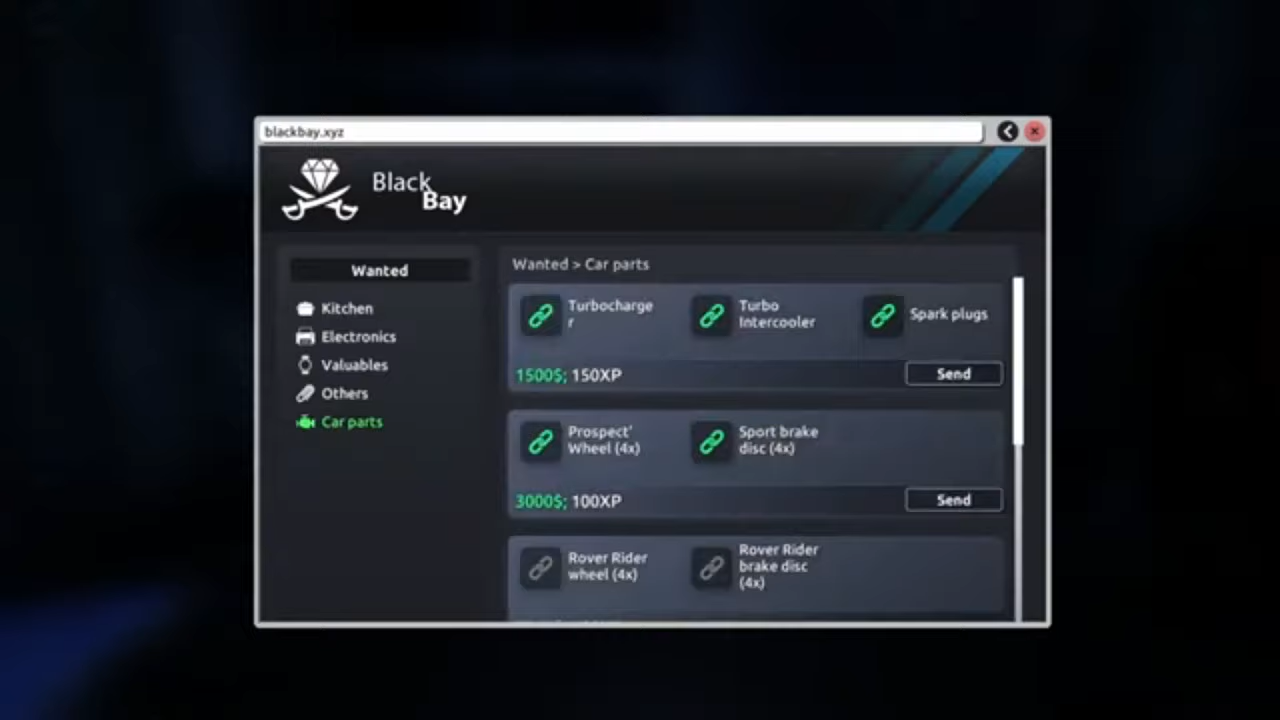 blackbay.xyz
Black
Bay
Wanted
Kitchen
Electronics
Valuables
Others
Car parts
Wanted > Car parts
Turbocharge
r
Turbo
Intercooler
Spark plugs
1500$; 150XP
Send
Prospect'
Wheel (4x)
Sport brake
disc (4x)
3000$; 100XP
Send
Rover Rider
wheel (4x)
Rover Rider
brake disc
(4x)